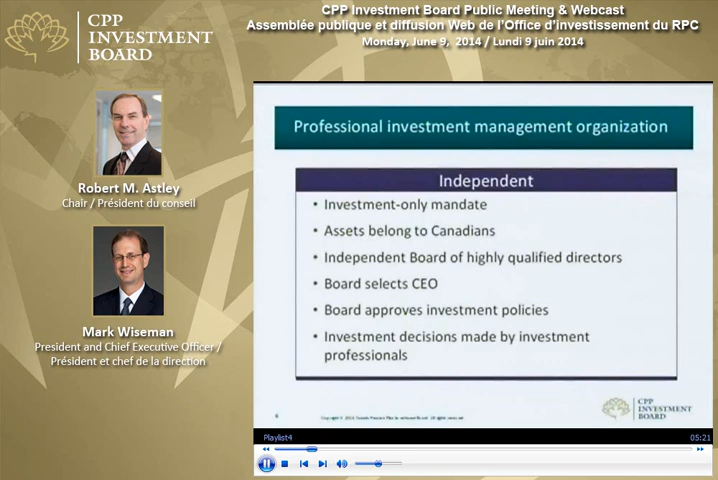 CPP
INVESTMENT
BOARD
CPP Investment Board Public Meeting & Webcast
Assemblée publique et diffusion Web de l'Office d'investissement du RPC
Monday, June 9, 2014 / Lundi 9 juin 2014
Robert M. Astley
Chair / Président du conseil
Mark Wiseman
President and Chief Executive Officer /
Président et chef de la direction
Professional investment management organization
Independent
• Investment-only mandate
• Assets belong to Canadians
• Independent Board of highly qualified directors
• Board selects CEO
• Board approves investment policies
• Investment decisions made by investment
professionals
CPP
INVESTMENT
BOARD
Playlist4
05:21